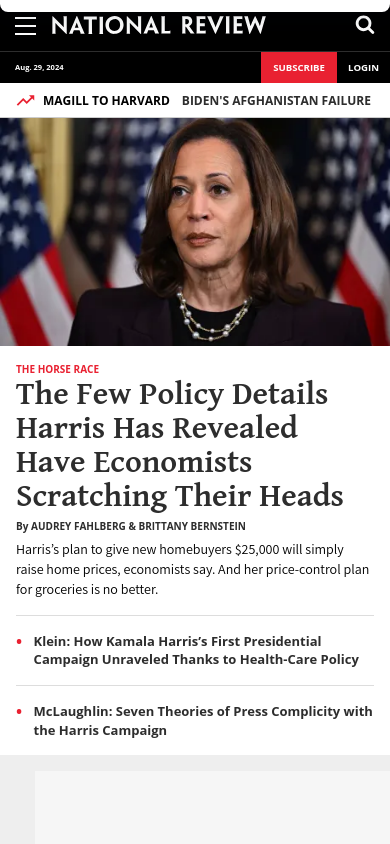 NATIONAL REVIEW
Aug. 29, 2024
SUBSCRIBE
LOGIN
MAGILL TO HARVARD BIDEN'S AFGHANISTAN FAILURE
THE HORSE RACE
The Few Policy Details
Harris Has Revealed
Have Economists
Scratching Their Heads
By AUDREY FAHLBERG & BRITTANY BERNSTEIN
Harris’s plan to give new homebuyers $25,000 will simply
raise home prices, economists say. And her price-control plan
for groceries is no better.
• Klein: How Kamala Harris’s First Presidential
Campaign Unraveled Thanks to Health-Care Policy
• McLaughlin: Seven Theories of Press Complicity with
the Harris Campaign